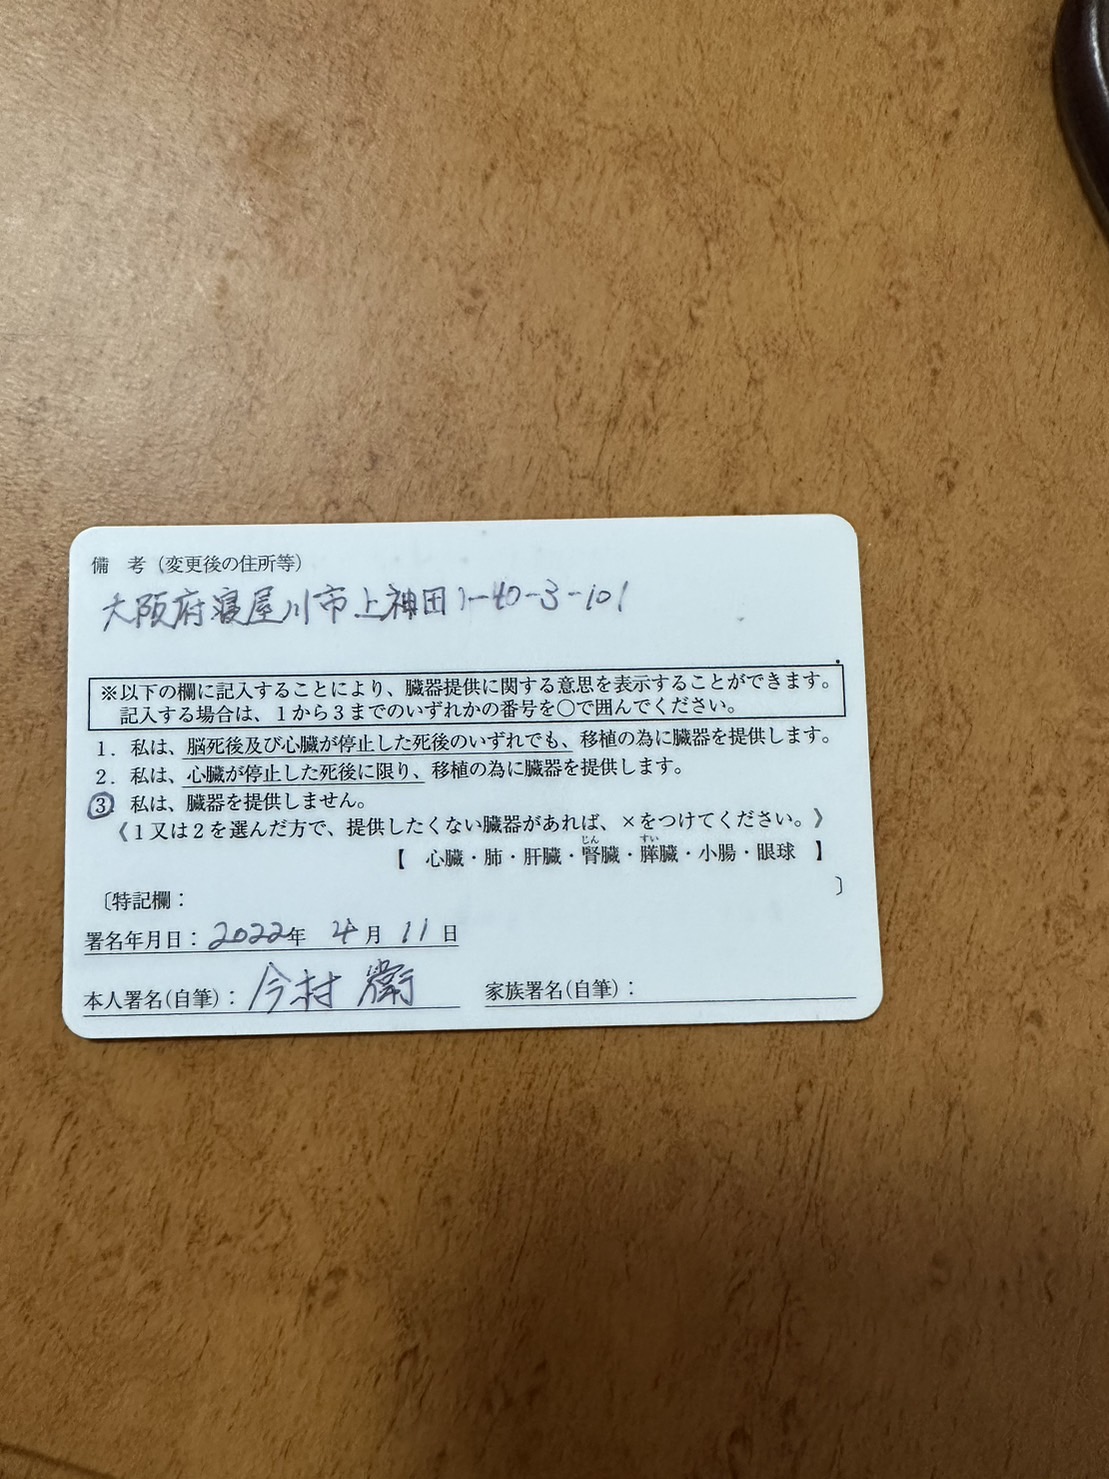 備　考（変更後の住所等）
大阪府寝屋川市上神田1-40-3-101
※以下の欄に記入することにより、臓器提供に関する意思を表示することができます。
記入する場合は、1から3までのいずれかの番号を○で囲んでください。
1．私は、脳死後及び心臓が停止した死後のいずれでも、移植の為に臓器を提供します。
2．私は、心臓が停止した死後に限り、移植の為に臓器を提供します。
③ 私は、臓器を提供しません。
《1又は2を選んだ方で、提供したくない臓器があれば、×をつけてください。》
じん　すい
【　心臓・肺・肝臓・腎臓・膵臓・小腸・眼球　】
〔特記欄：　〕
署名年月日：2022年　4月　11日
本人署名(自筆)：今村 衛　家族署名(自筆)：